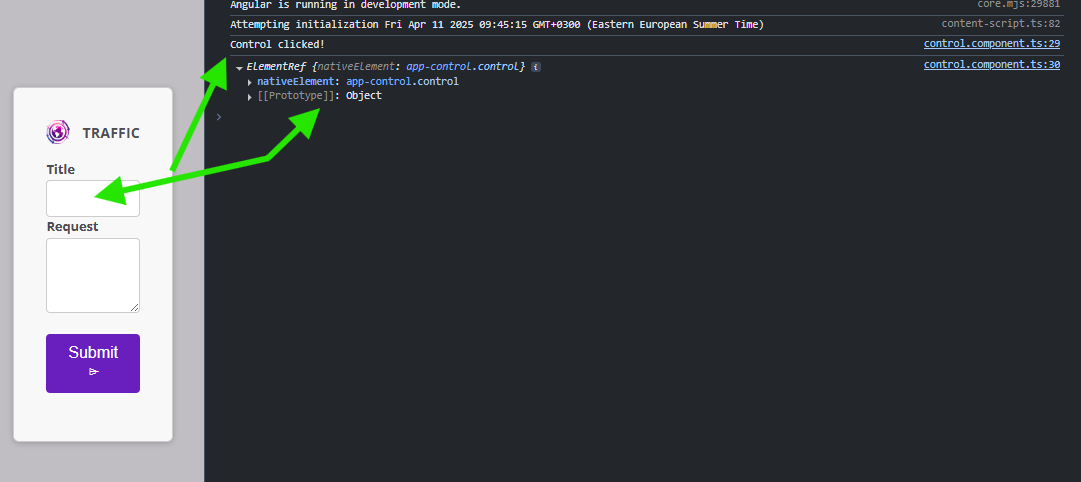 Angular is running in development mode. core.mjs:29881
Attempting initialization Fri Apr 11 2025 09:45:15 GMT+0300 (Eastern European Summer Time) content-script.ts:82
Control clicked! control.component.ts:29
▼ ElementRef {nativeElement: app-control.control} i control.component.ts:30
▶ nativeElement: app-control.control
▶ [[Prototype]]: Object
>
TRAFFIC
Title
Request
Submit